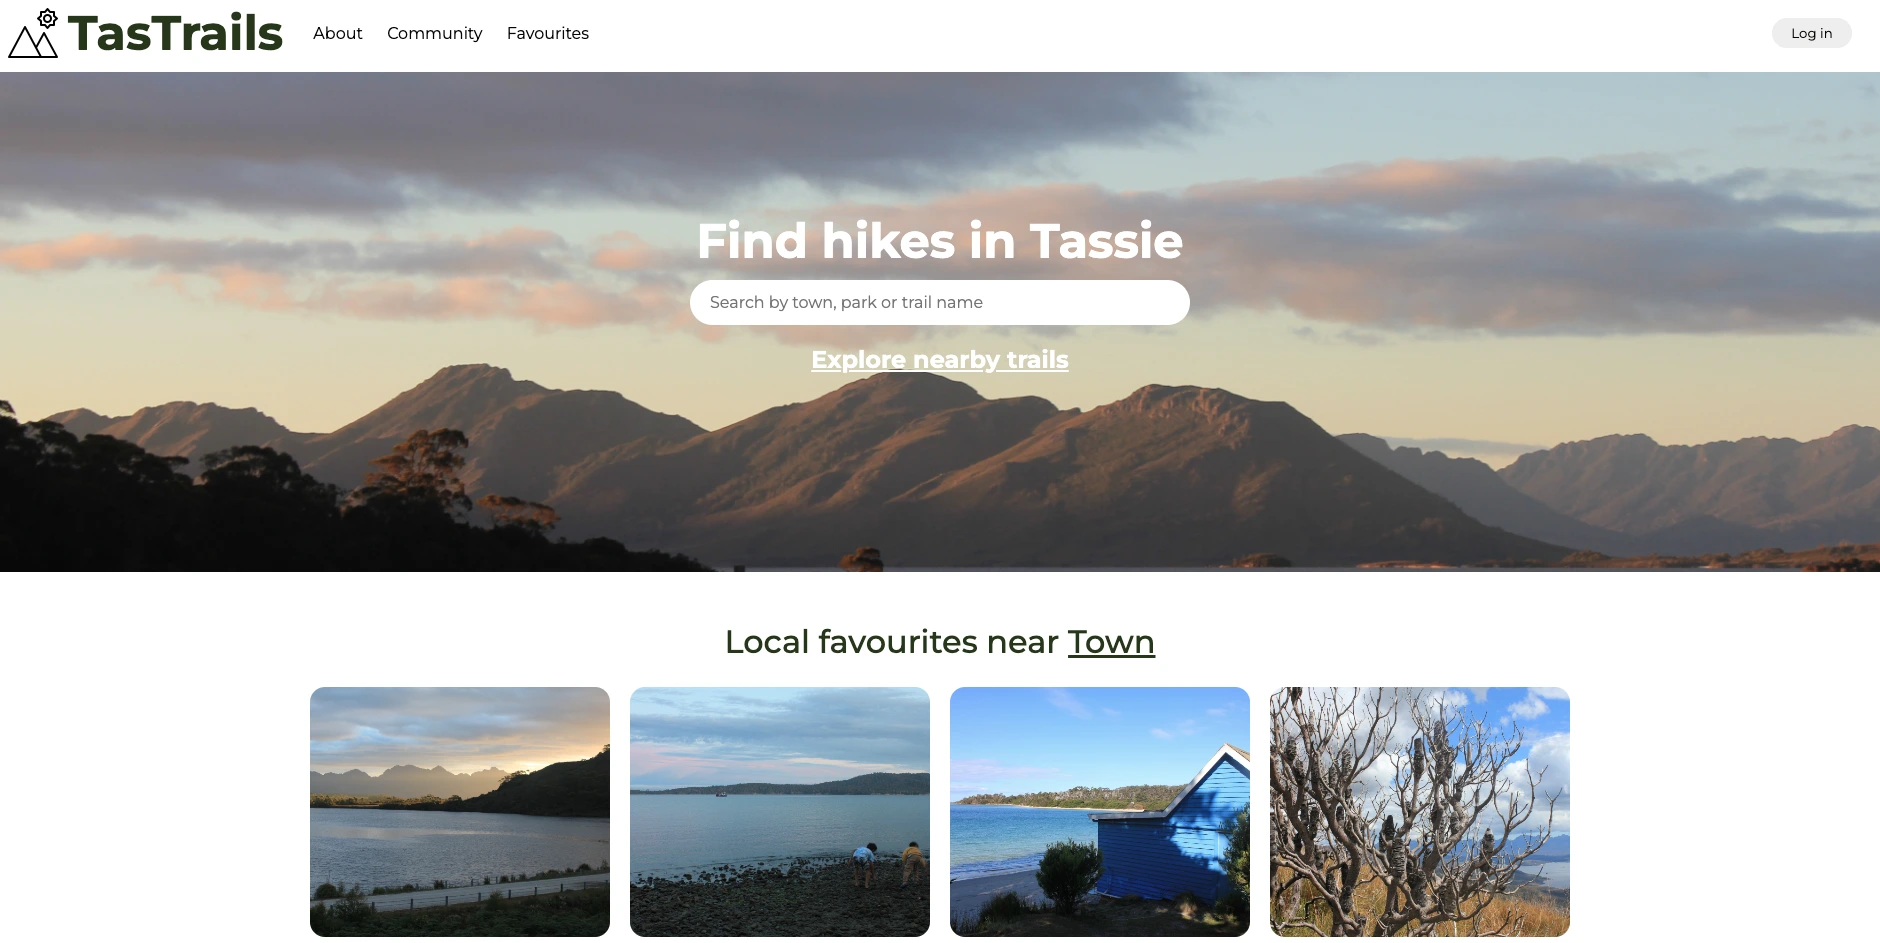 TasTrails
About
Community
Favourites
Log in
Find hikes in Tassie
Search by town, park or trail name
Explore nearby trails
Local favourites near Town